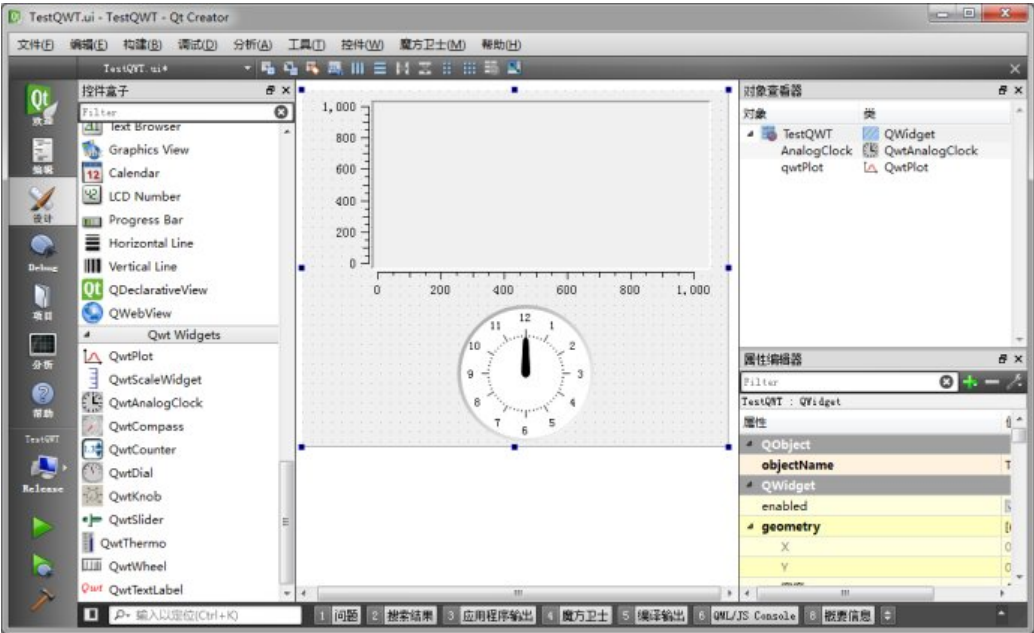 TestQWT.ui - TestQWT - Qt Creator
文件(F) 编辑(E) 构建(B) 调试(D) 分析(A) 工具(T) 控件(W) 魔方卫士(M) 帮助(H)
TestQWT.ui*
欢迎
编辑
设计
Debug
项目
分析
帮助
TestQWT
Release
控件盒子
Filter
Text Browser
Graphics View
Calendar
LCD Number
Progress Bar
Horizontal Line
Vertical Line
QDeclarativeView
QWebView
Qwt Widgets
QwtPlot
QwtScaleWidget
QwtAnalogClock
QwtCompass
QwtCounter
QwtDial
QwtKnob
QwtSlider
QwtThermo
QwtWheel
QwtTextLabel
1,000
800
600
400
200
0
0 200 400 600 800 1,000
12
11 1
10 2
9 3
8 4
7 5
6
对象查看器
对象 类
TestQWT QWidget
AnalogClock QwtAnalogClock
qwtPlot QwtPlot
属性编辑器
Filter
TestQWT : QWidget
属性
QObject
objectName
QWidget
enabled
geometry
X
Y
输入以定位(Ctrl+K)
1 问题 2 搜索结果 3 应用程序输出 4 魔方卫士 5 编译输出 6 QML/JS Console 8 概要信息